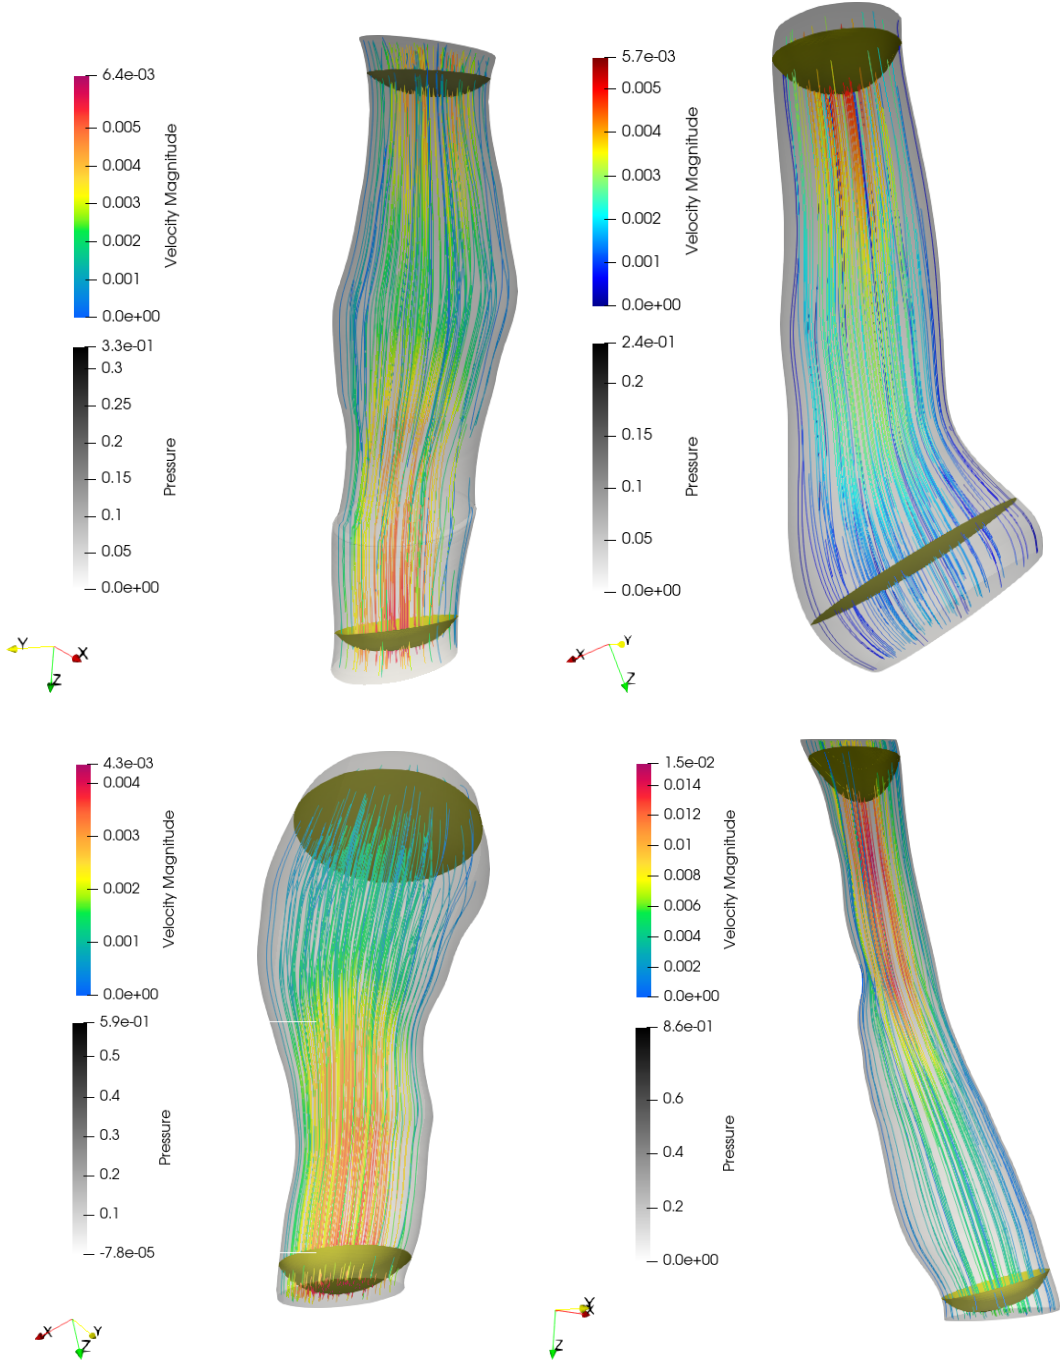 6.4e-03
0.005
0.004
0.003
0.002
0.001
0.0e+00
Velocity Magnitude
3.3e-01
0.3
0.25
0.2
0.15
0.1
0.05
0.0e+00
Pressure
Y
X
Z
5.7e-03
0.005
0.004
0.003
0.002
0.001
0.0e+00
Velocity Magnitude
2.4e-01
0.2
0.15
0.1
0.05
0.0e+00
Pressure
Y
X
Z
4.3e-03
0.004
0.003
0.002
0.001
0.0e+00
Velocity Magnitude
5.9e-01
0.5
0.4
0.3
0.2
0.1
-7.8e-05
Pressure
X
Y
Z
1.5e-02
0.014
0.012
0.01
0.008
0.006
0.004
0.002
0.0e+00
Velocity Magnitude
8.6e-01
0.6
0.4
0.2
0.0e+00
Pressure
Y
X
Z